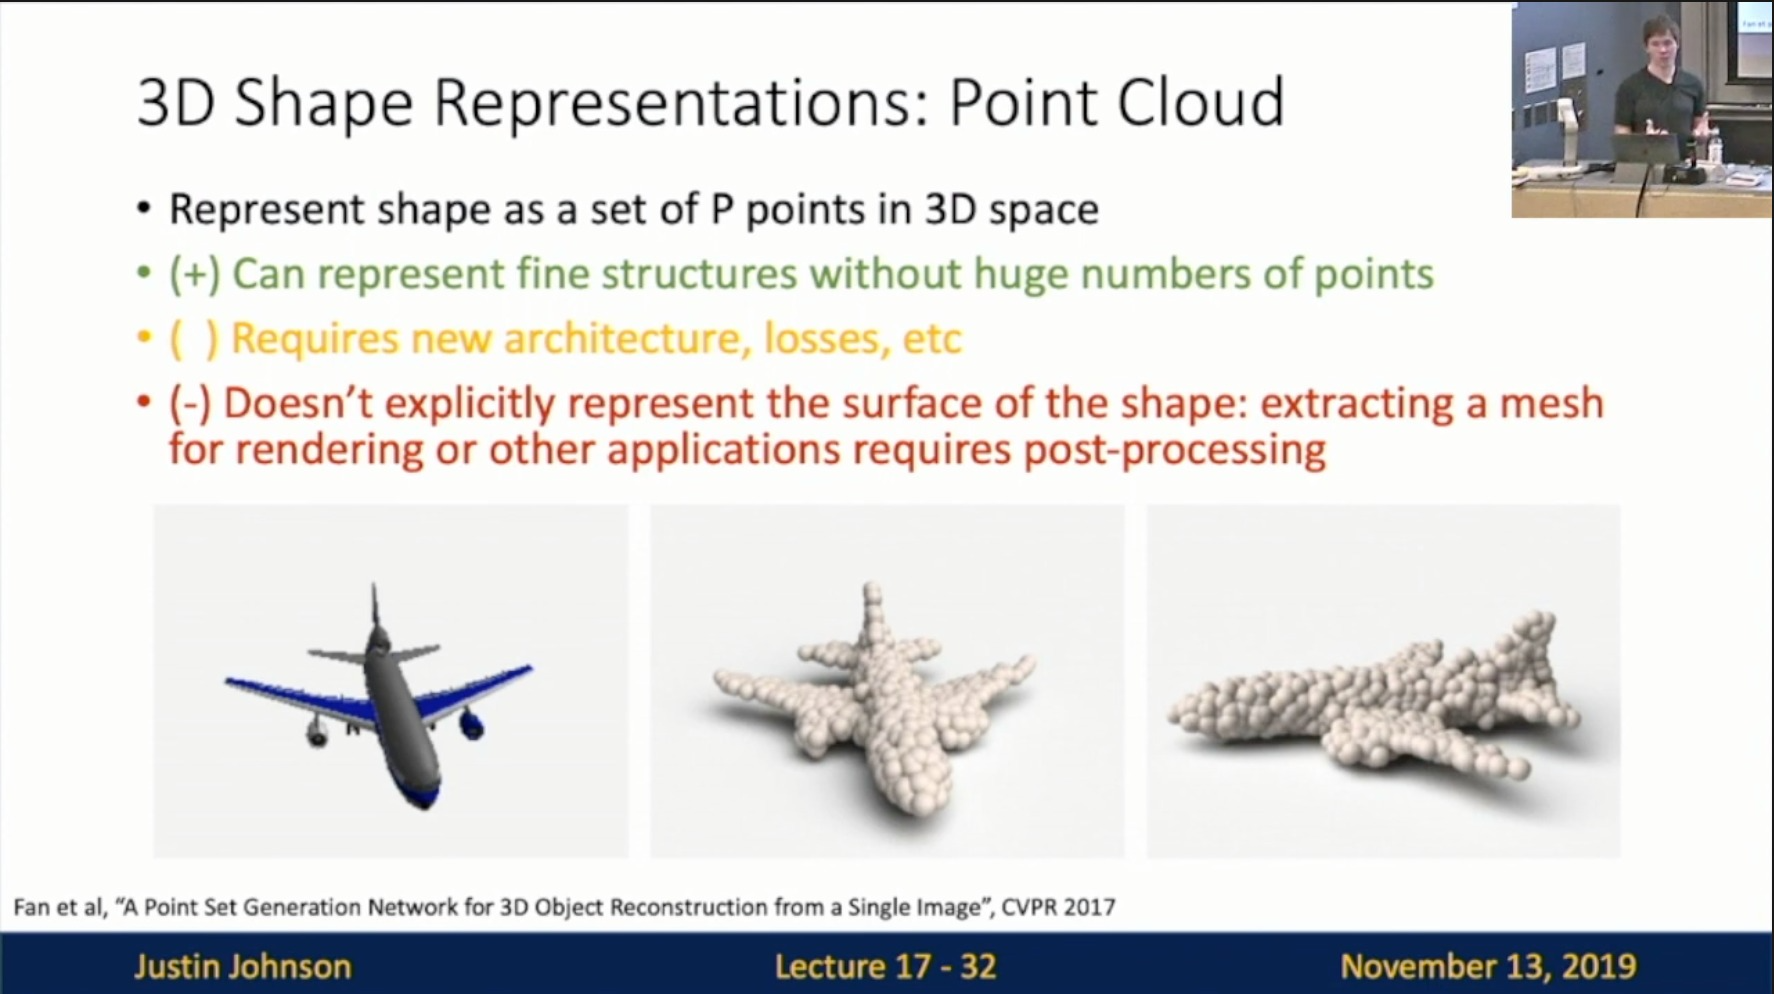 3D Shape Representations: Point Cloud
• Represent shape as a set of P points in 3D space
• (+) Can represent fine structures without huge numbers of points
• ( ) Requires new architecture, losses, etc
• (-) Doesn’t explicitly represent the surface of the shape: extracting a mesh
for rendering or other applications requires post-processing
Fan et al, “A Point Set Generation Network for 3D Object Reconstruction from a Single Image”, CVPR 2017
Justin Johnson
Lecture 17 - 32
November 13, 2019